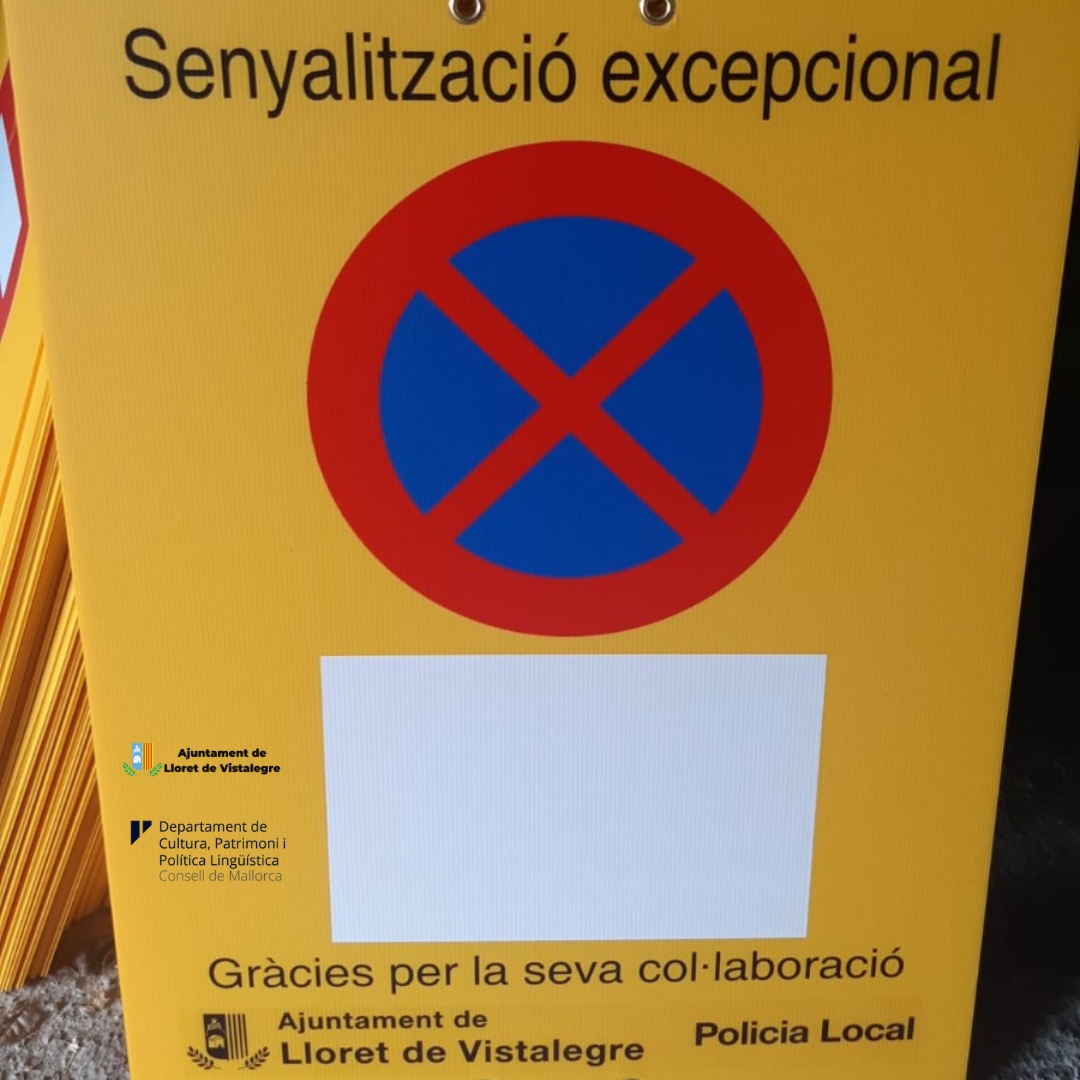 Senyalització excepcional
Ajuntament de
Lloret de Vistalegre
Departament de
Cultura, Patrimoni i
Política Lingüística
Consell de Mallorca
Gràcies per la seva col·laboració
Ajuntament de
Lloret de Vistalegre
Policia Local